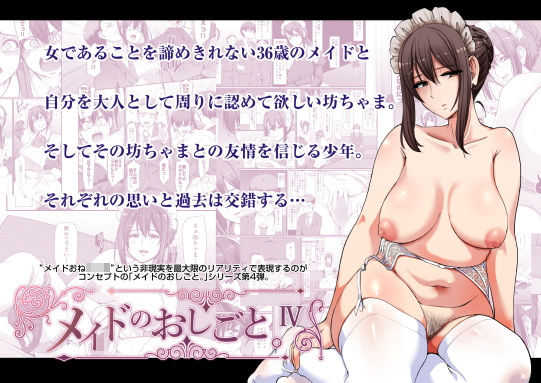 女であることを諦めきれない36歳のメイドと
自分を大人として周りに認めて欲しい坊ちゃま。
そしてその坊ちゃまとの友情を信じる少年。
それぞれの思いと過去は交錯する…
“メイドおね
”という非現実を最大限のリアリティで表現するのが
コンセプトの「メイドのおしごと。」シリーズ第4弾。
メイドのおしごと。Ⅳ